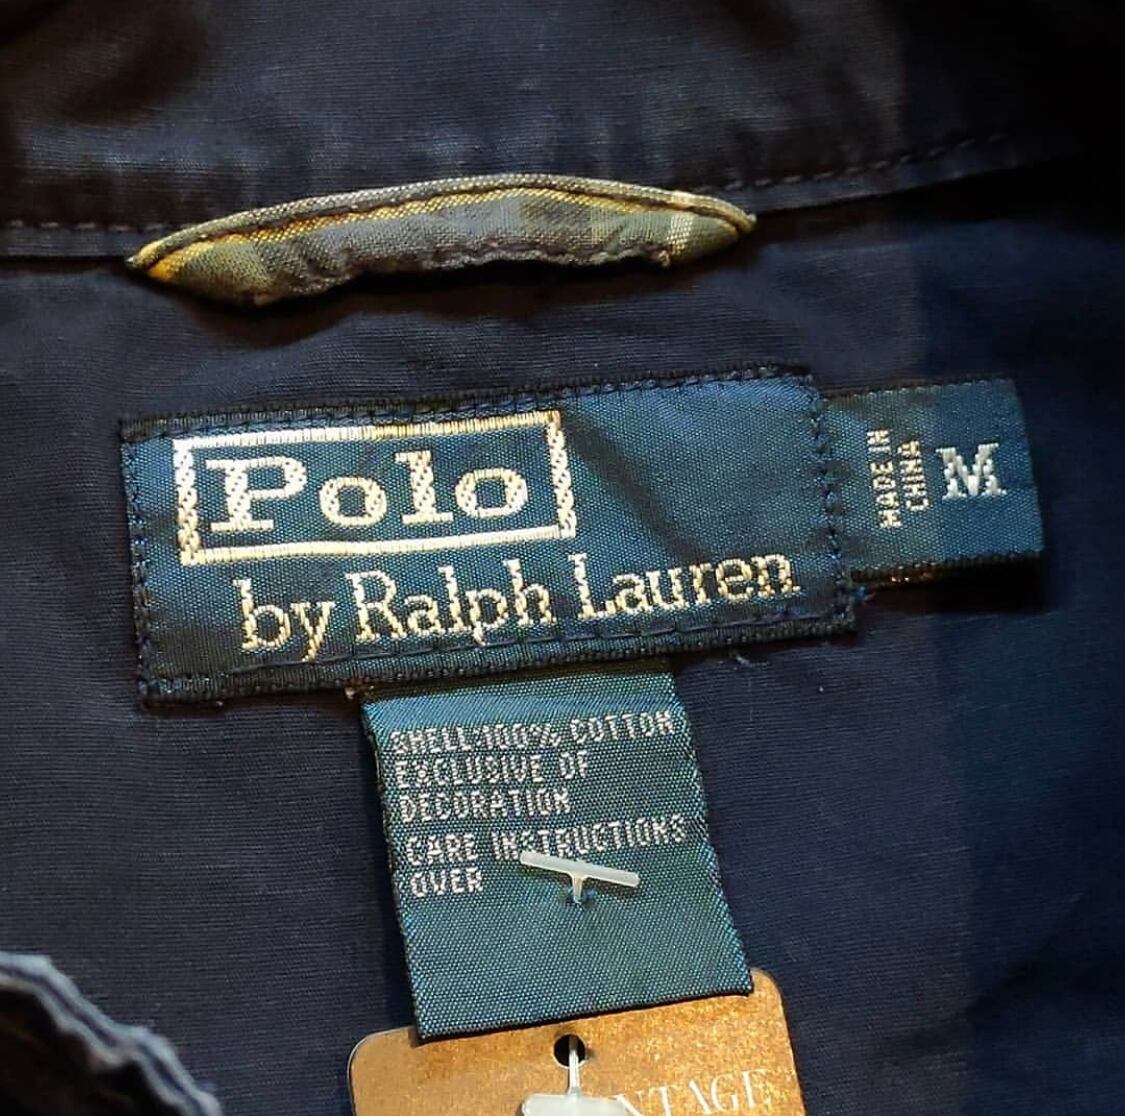 Polo
by Ralph Lauren
MADE IN
CHINA
M
SHELL:100% COTTON
EXCLUSIVE OF
DECORATION
CARE INSTRUCTIONS
OVER